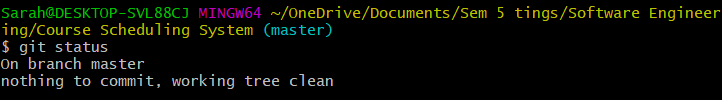 Sarah@DESKTOP-SVL88CJ MINGW64 ~/OneDrive/Documents/Sem 5 tings/Software Engineer
ing/Course Scheduling System (master)
$ git status
On branch master
nothing to commit, working tree clean